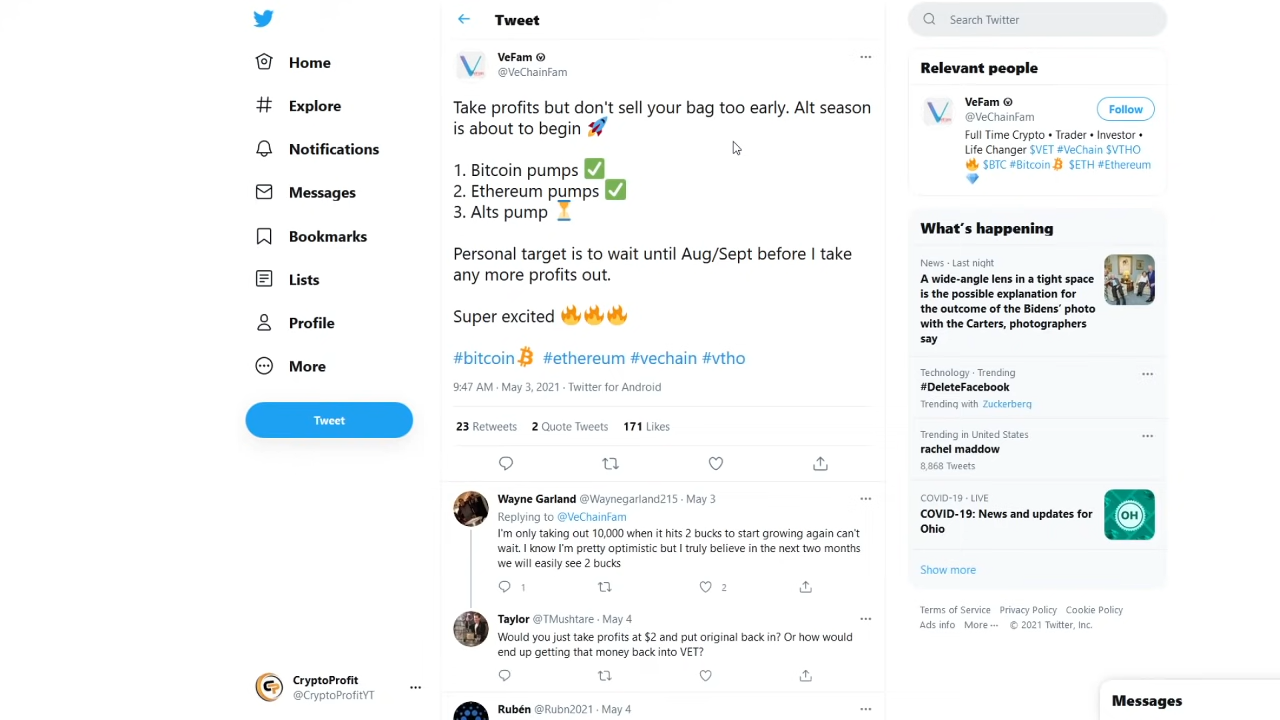 Home
Explore
Notifications
Messages
Bookmarks
Lists
Profile
More
Tweet
CryptoProfit
@CryptoProfitYT
Tweet
VeFam
@VeChainFam
Take profits but don't sell your bag too early. Alt season
is about to begin 🚀
1. Bitcoin pumps ✅
2. Ethereum pumps ✅
3. Alts pump ⏳
Personal target is to wait until Aug/Sept before I take
any more profits out.
Super excited 🔥🔥🔥
#bitcoin #ethereum #vechain #vtho
9:47 AM · May 3, 2021 · Twitter for Android
23 Retweets 2 Quote Tweets 171 Likes
Wayne Garland @Waynegarland215 · May 3
Replying to @VeChainFam
I'm only taking out 10,000 when it hits 2 bucks to start growing again can't
wait. I know I'm pretty optimistic but I truly believe in the next two months
we will easily see 2 bucks
1 2
Taylor @TMushtare · May 4
Would you just take profits at $2 and put original back in? Or how would
end up getting that money back into VET?
Rubén @Rubn2021 · May 4
Search Twitter
Relevant people
VeFam
@VeChainFam
Follow
Full Time Crypto • Trader • Investor •
Life Changer $VET #VeChain $VTHO
🔥 $BTC #Bitcoin $ETH #Ethereum
💎
What's happening
News · Last night
A wide-angle lens in a tight space
is the possible explanation for
the outcome of the Bidens' photo
with the Carters, photographers
say
Technology · Trending
#DeleteFacebook
Trending with Zuckerberg
Trending in United States
rachel maddow
8,868 Tweets
COVID-19 · LIVE
COVID-19: News and updates for
Ohio
OH
Show more
Terms of Service Privacy Policy Cookie Policy
Ads info More ··· © 2021 Twitter, Inc.
Messages